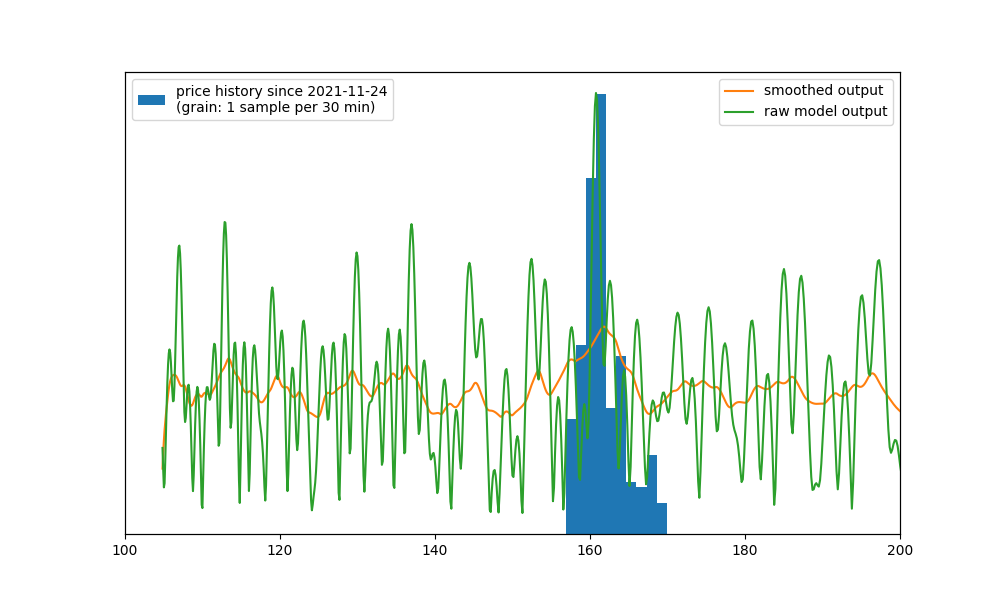 price history since 2021-11-24
(grain: 1 sample per 30 min)
smoothed output
raw model output
100
120
140
160
180
200